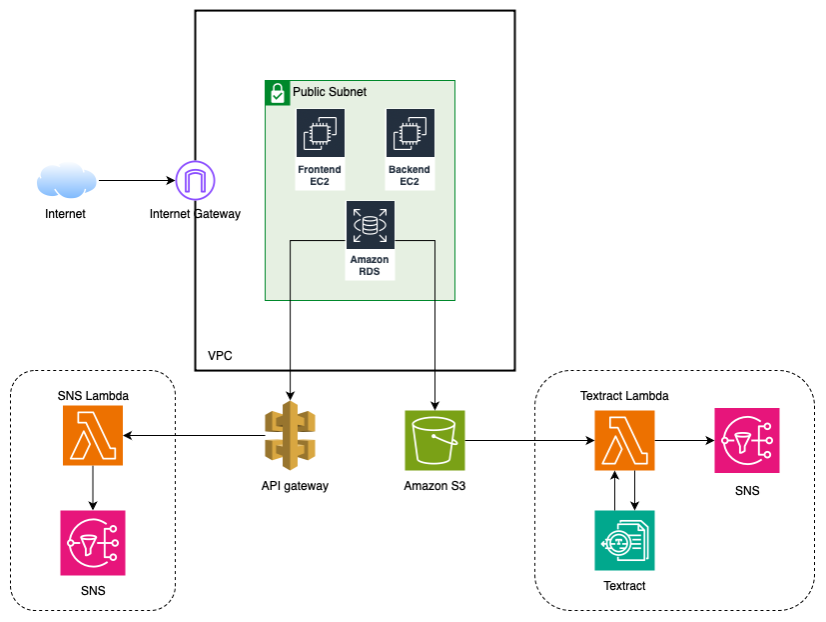 Public Subnet
Frontend
EC2
Backend
EC2
Internet
Internet Gateway
Amazon
RDS
VPC
SNS Lambda
Textract Lambda
API gateway
Amazon S3
SNS
SNS
Textract